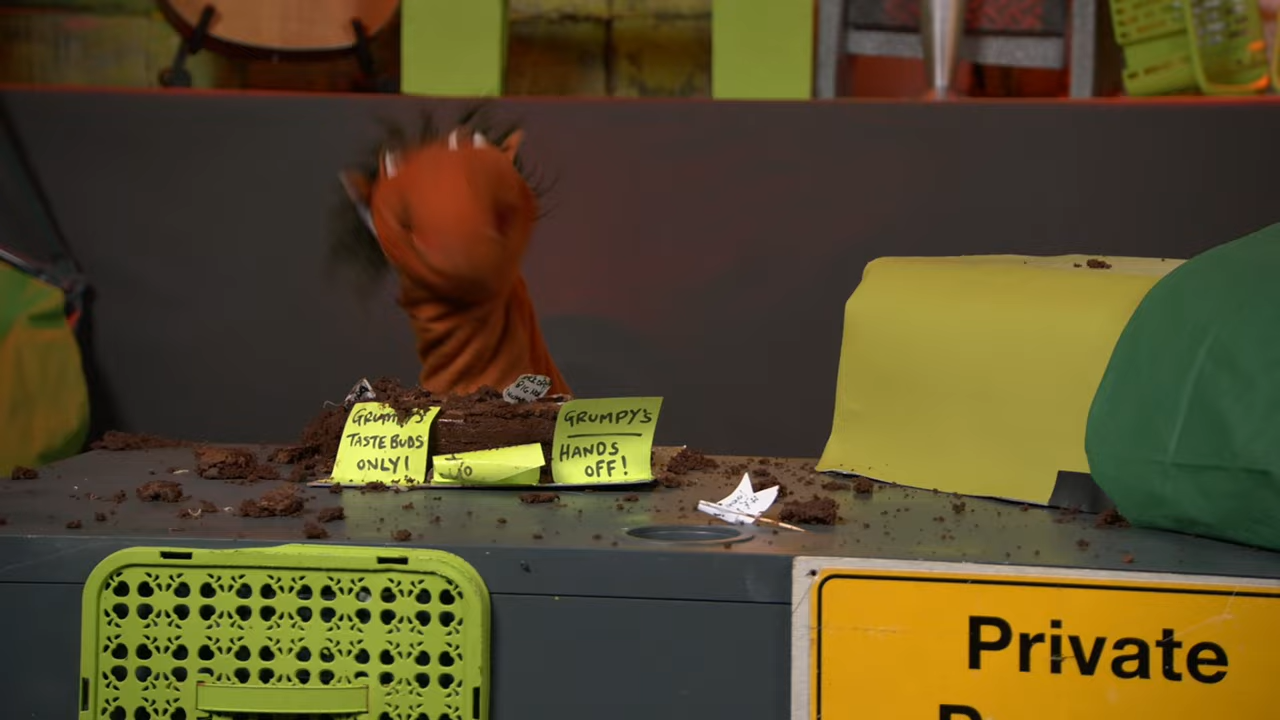 GRUMPY'S
TASTE BUDS
ONLY!
GRUMPY'S
HANDS
OFF!
Private